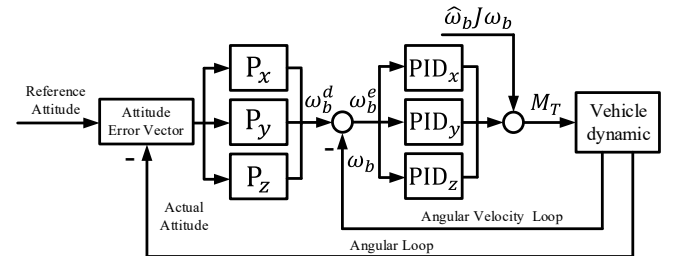 ω̂_b Jω_b
Reference
Attitude
Attitude
Error Vector
P_x
P_y
P_z
ω_b^d
ω_b^e
PID_x
PID_y
PID_z
M_T
Vehicle
dynamic
-
-
ω_b
Actual
Attitude
Angular Velocity Loop
Angular Loop